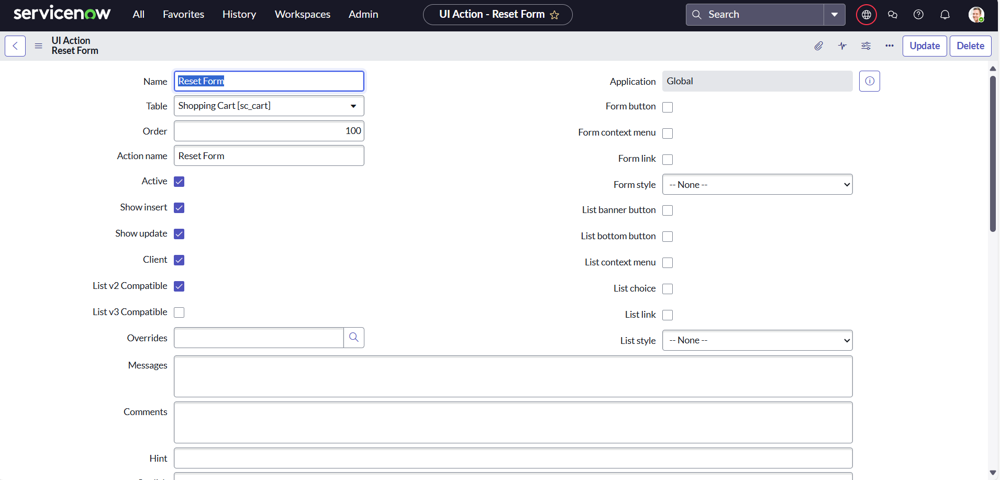 servicenow All Favorites History Workspaces Admin UI Action - Reset Form Search
UI Action
Reset Form
Update Delete
Name Reset Form
Table Shopping Cart [sc_cart]
Order 100
Action name Reset Form
Active
Show insert
Show update
Client
List v2 Compatible
List v3 Compatible
Overrides
Application Global
Form button
Form context menu
Form link
Form style -- None --
List banner button
List bottom button
List context menu
List choice
List link
List style -- None --
Messages
Comments
Hint